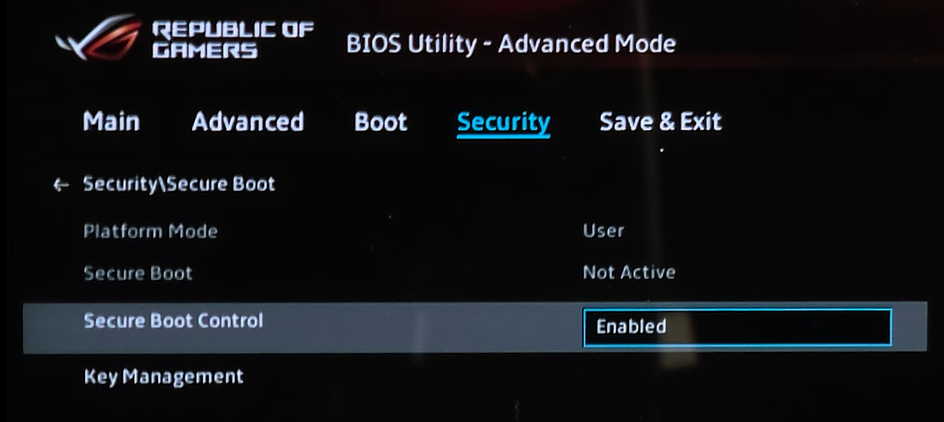 REPUBLIC OF
GAMERS
BIOS Utility - Advanced Mode
Main Advanced Boot Security Save & Exit
← Security\Secure Boot
Platform Mode User
Secure Boot Not Active
Secure Boot Control Enabled
Key Management